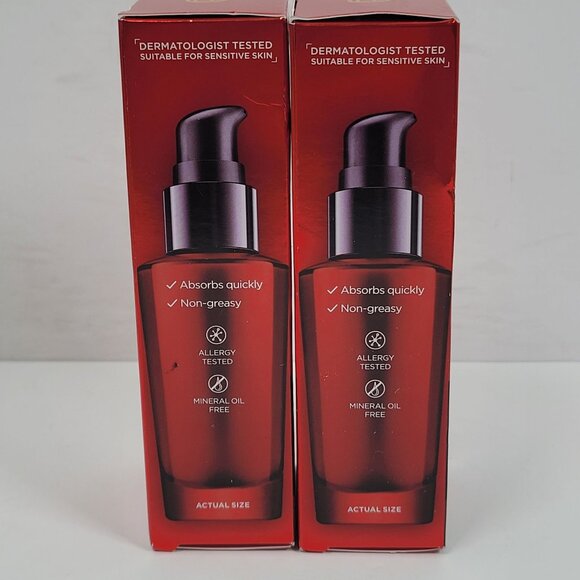 DERMATOLOGIST TESTED
SUITABLE FOR SENSITIVE SKIN
✓ Absorbs quickly
✓ Non-greasy
ALLERGY
TESTED
MINERAL OIL
FREE
ACTUAL SIZE
DERMATOLOGIST TESTED
SUITABLE FOR SENSITIVE SKIN
✓ Absorbs quickly
✓ Non-greasy
ALLERGY
TESTED
MINERAL OIL
FREE
ACTUAL SIZE